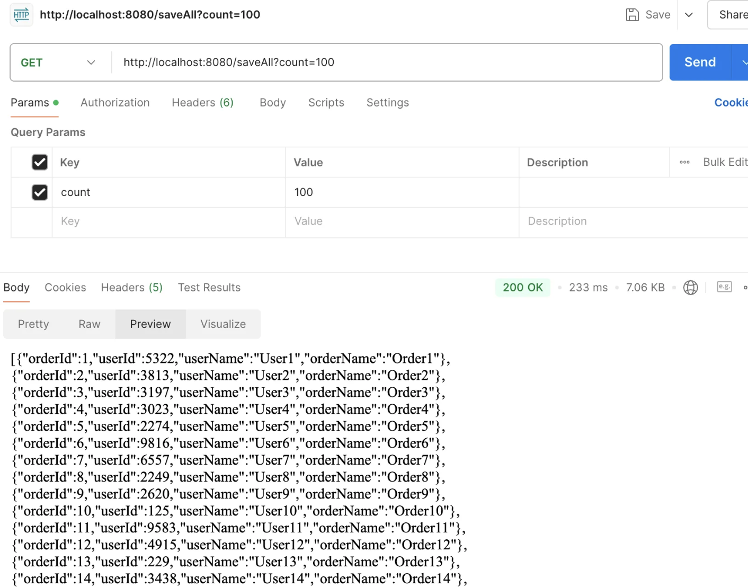 HTTP http://localhost:8080/saveAll?count=100 Save Share
GET http://localhost:8080/saveAll?count=100 Send
Params Authorization Headers (6) Body Scripts Settings Cookie
Query Params
Key Value Description Bulk Edit
count 100
Key Value Description
Body Cookies Headers (5) Test Results 200 OK 233 ms 7.06 KB
Pretty Raw Preview Visualize
[{"orderId":1,"userId":5322,"userName":"User1","orderName":"Order1"},
{"orderId":2,"userId":3813,"userName":"User2","orderName":"Order2"},
{"orderId":3,"userId":3197,"userName":"User3","orderName":"Order3"},
{"orderId":4,"userId":3023,"userName":"User4","orderName":"Order4"},
{"orderId":5,"userId":2274,"userName":"User5","orderName":"Order5"},
{"orderId":6,"userId":9816,"userName":"User6","orderName":"Order6"},
{"orderId":7,"userId":6557,"userName":"User7","orderName":"Order7"},
{"orderId":8,"userId":2249,"userName":"User8","orderName":"Order8"},
{"orderId":9,"userId":2620,"userName":"User9","orderName":"Order9"},
{"orderId":10,"userId":125,"userName":"User10","orderName":"Order10"},
{"orderId":11,"userId":9583,"userName":"User11","orderName":"Order11"},
{"orderId":12,"userId":4915,"userName":"User12","orderName":"Order12"},
{"orderId":13,"userId":229,"userName":"User13","orderName":"Order13"},
{"orderId":14,"userId":3438,"userName":"User14","orderName":"Order14"},